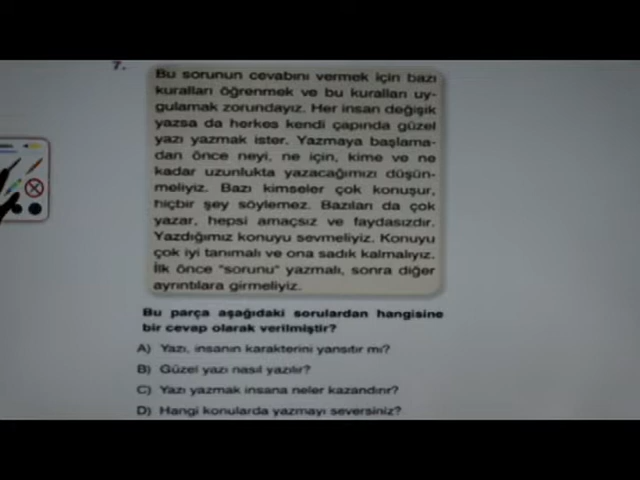 7.
Bu sorunun cevabını vermek için bazı
kuralları öğrenmek ve bu kuralları uy-
gulamak zorundayız. Her insan değişik
yazsa da herkes kendi çapında güzel
yazı yazmak ister. Yazmaya başlama-
dan önce neyi, ne için, kime ve ne
kadar uzunlukta yazacağımızı düşün-
meliyiz. Bazı kimseler çok konuşur,
hiçbir şey söylemez. Bazıları da çok
yazar, hepsi amaçsız ve faydasızdır.
Yazdığımız konuyu sevmeliyiz. Konuyu
çok iyi tanımalı ve ona sadık kalmalıyız.
İlk önce "sorunu" yazmalı, sonra diğer
ayrıntılara girmeliyiz.
Bu parça aşağıdaki sorulardan hangisine
bir cevap olarak verilmiştir?
A) Yazı, insanın karakterini yansıtır mı?
B) Güzel yazı nasıl yazılır?
C) Yazı yazmak insana neler kazandırır?
D) Hangi konularda yazmayı seversiniz?